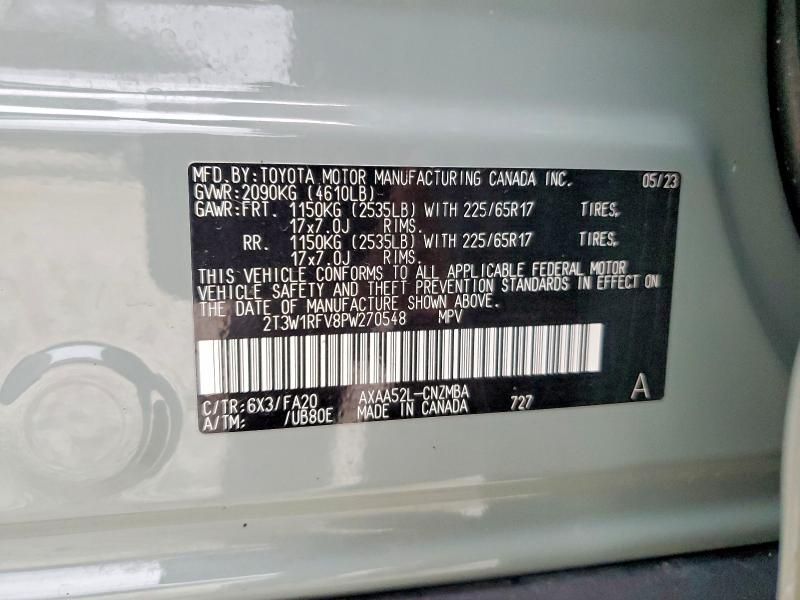 MFD.BY:TOYOTA MOTOR MANUFACTURING CANADA INC. 05/23
GVWR:2090KG (4610LB)
GAWR:FRT. 1150KG (2535LB) WITH 225/65R17 TIRES,
17x7.0J RIMS.
RR. 1150KG (2535LB) WITH 225/65R17 TIRES,
17x7.0J RIMS.
THIS VEHICLE CONFORMS TO ALL APPLICABLE FEDERAL MOTOR
VEHICLE SAFETY AND THEFT PREVENTION STANDARDS IN EFFECT ON
THE DATE OF MANUFACTURE SHOWN ABOVE.
2T3W1RFV8PW270548 MPV
C/TR:6X3/FA20 AXAA52L-CNZMBA
A/TM: /UB80E MADE IN CANADA 727 A